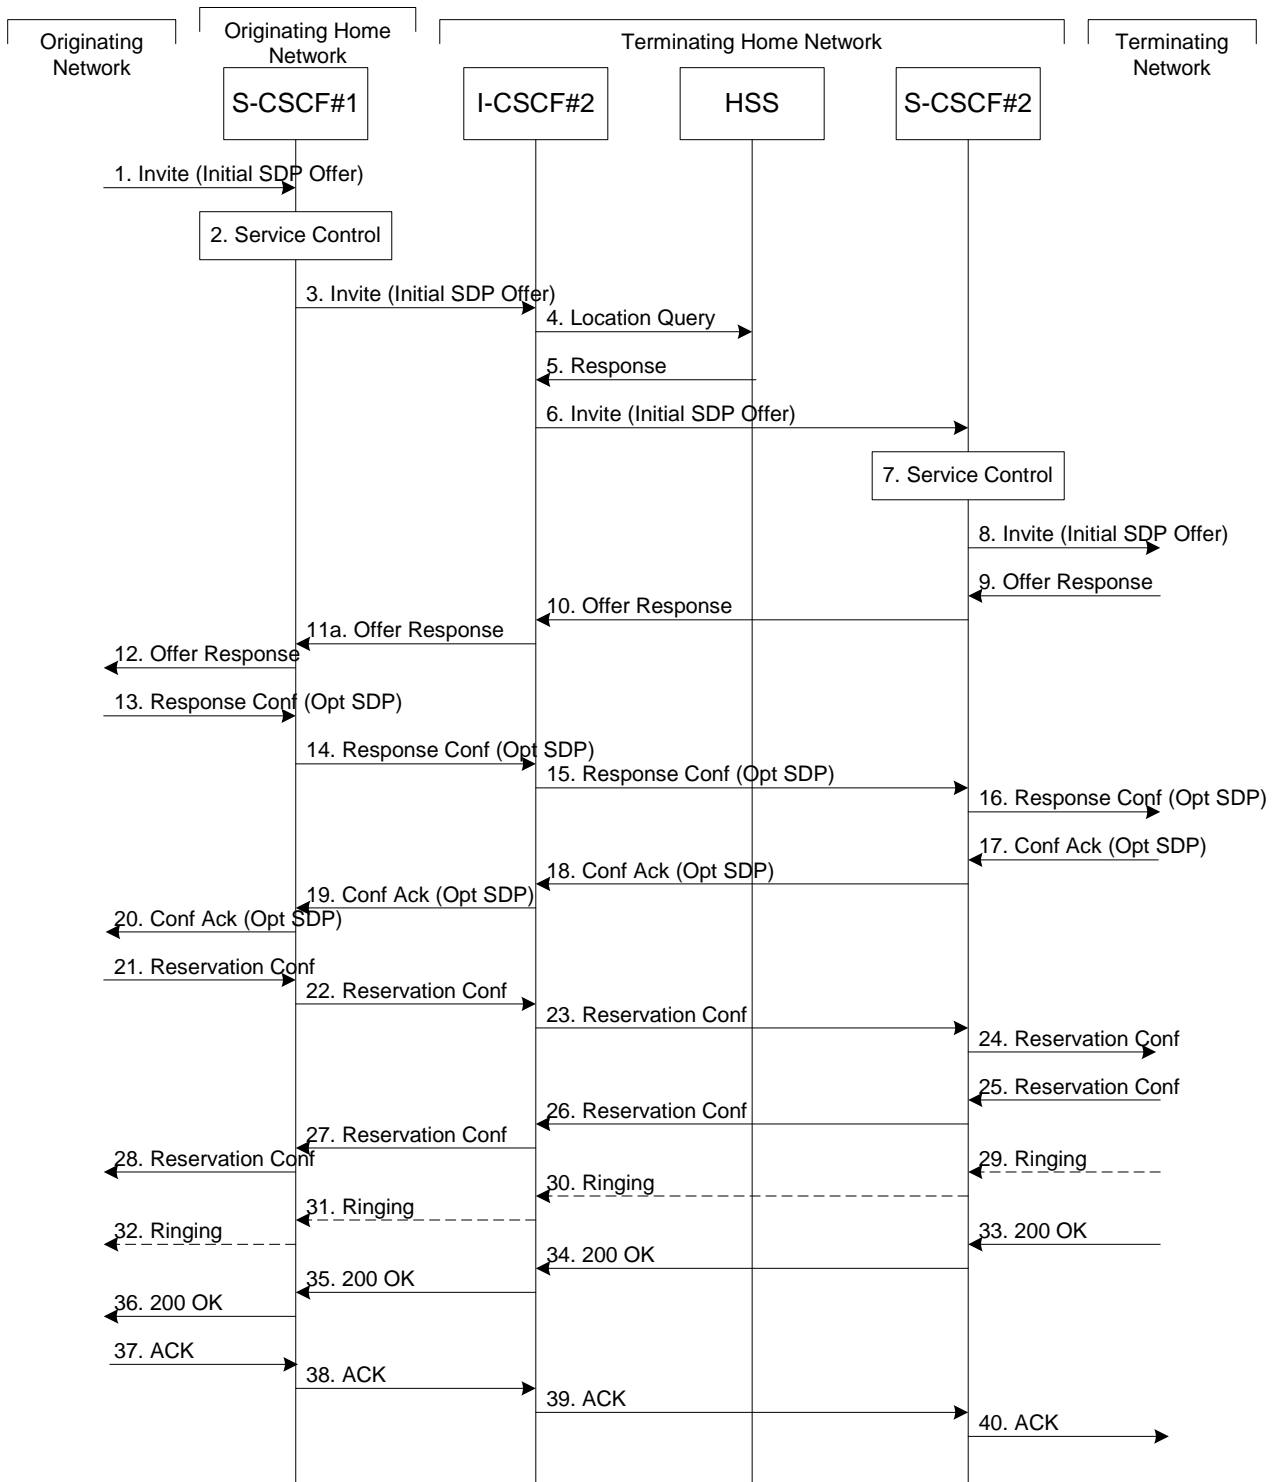 Originating
Network
Originating Home
Network
Terminating Home Network
Terminating
Network
S-CSCF#1
I-CSCF#2
HSS
S-CSCF#2
1. Invite (Initial SDP Offer)
2. Service Control
3. Invite (Initial SDP Offer)
4. Location Query
5. Response
6. Invite (Initial SDP Offer)
7. Service Control
8. Invite (Initial SDP Offer)
9. Offer Response
10. Offer Response
11a. Offer Response
12. Offer Response
13. Response Conf (Opt SDP)
14. Response Conf (Opt SDP)
15. Response Conf (Opt SDP)
16. Response Conf (Opt SDP)
17. Conf Ack (Opt SDP)
18. Conf Ack (Opt SDP)
19. Conf Ack (Opt SDP)
20. Conf Ack (Opt SDP)
21. Reservation Conf
22. Reservation Conf
23. Reservation Conf
24. Reservation Conf
25. Reservation Conf
26. Reservation Conf
27. Reservation Conf
28. Reservation Conf
29. Ringing
30. Ringing
31. Ringing
32. Ringing
33. 200 OK
34. 200 OK
35. 200 OK
36. 200 OK
37. ACK
38. ACK
39. ACK
40. ACK